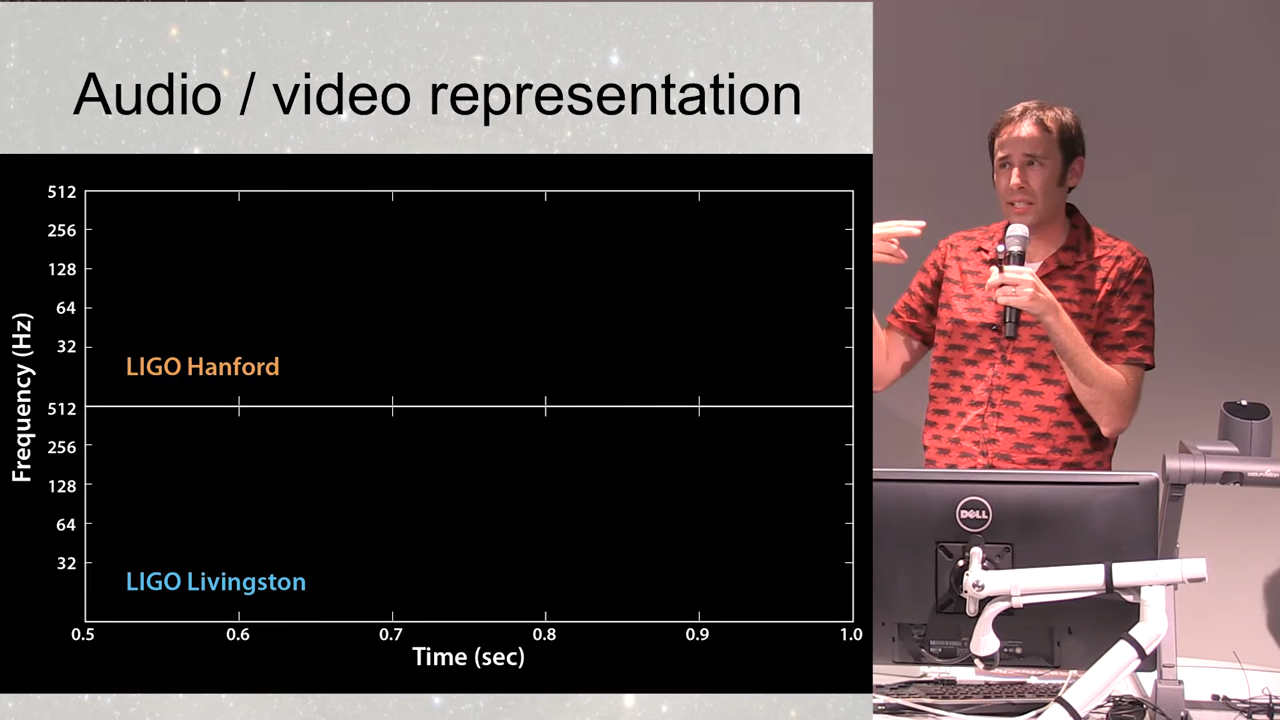 Audio / video representation
512
256
128
64
32
LIGO Hanford
Frequency (Hz)
512
256
128
64
32
LIGO Livingston
0.5 0.6 0.7 0.8 0.9 1.0
Time (sec)
DELL